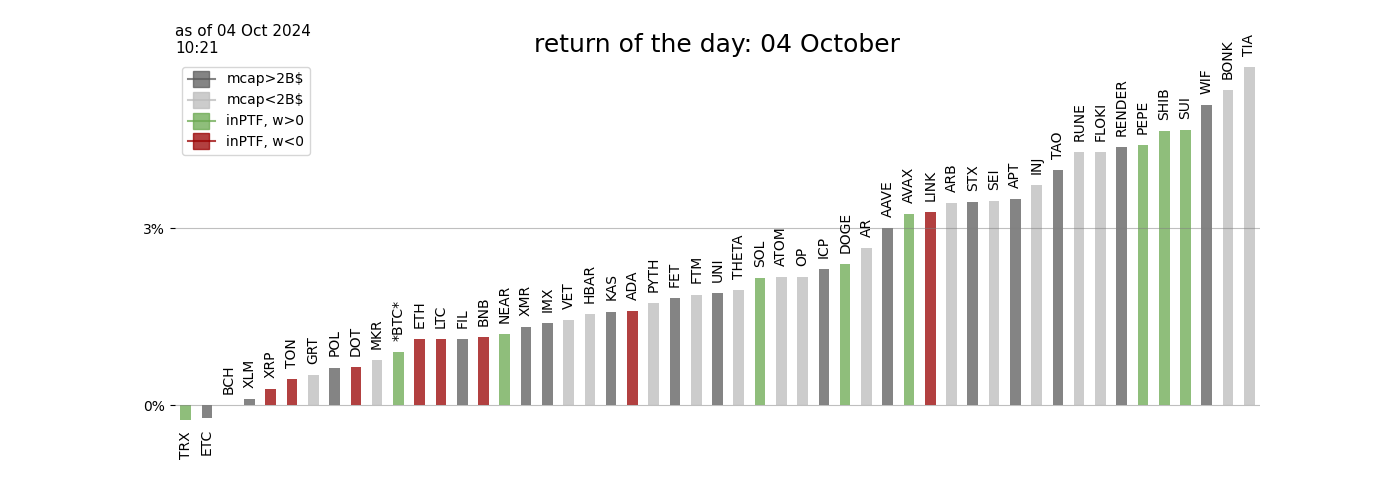 as of 04 Oct 2024
10:21
return of the day: 04 October
mcap>2B$
mcap<2B$
inPTF, w>0
inPTF, w<0
3%
0%
TRX
ETC
BCH
XLM
XRP
TON
GRT
POL
DOT
MKR
*BTC*
ETH
LTC
FIL
BNB
NEAR
XMR
IMX
VET
HBAR
KAS
ADA
PYTH
FET
FTM
UNI
THETA
SOL
ATOM
OP
ICP
DOGE
AR
AAVE
AVAX
LINK
ARB
STX
SEI
APT
INJ
TAO
RUNE
FLOKI
RENDER
PEPE
SHIB
SUI
WIF
BONK
TIA